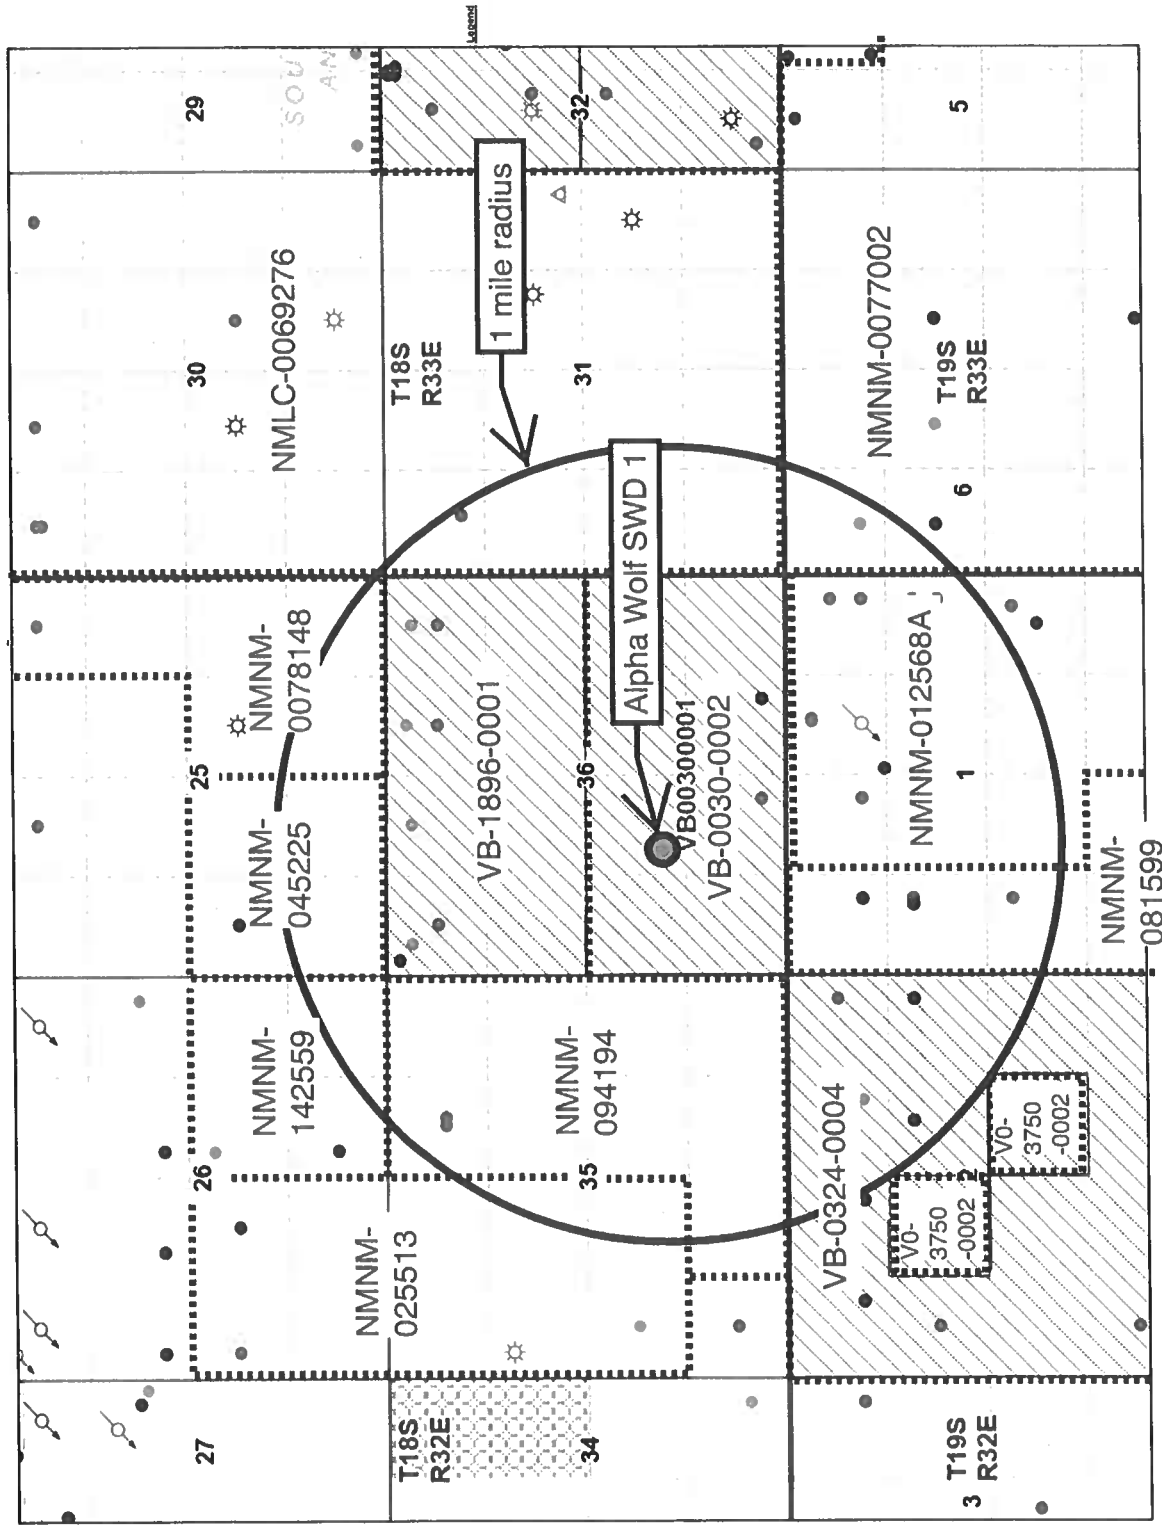 Legend
27
26
25
30
29
SOU
AN
NMNM-
025513
NMNM-
142559
NMNM-
045225
NMNM-
0078148
NMLC-0069276
T18S
R32E
34
35
NMNM-
094194
VB-1896-0001
36
T18S
R33E
31
1 mile radius
32
Alpha Wolf SWD 1
VB00300001
VB-0030-0002
T19S
R32E
3
VB-0324-0004
V0-
3750
-0002
2
V0-
3750
-0002
NMNM-012568A
1
NMNM-
081599
NMNM-0077002
6
T19S
R33E
5